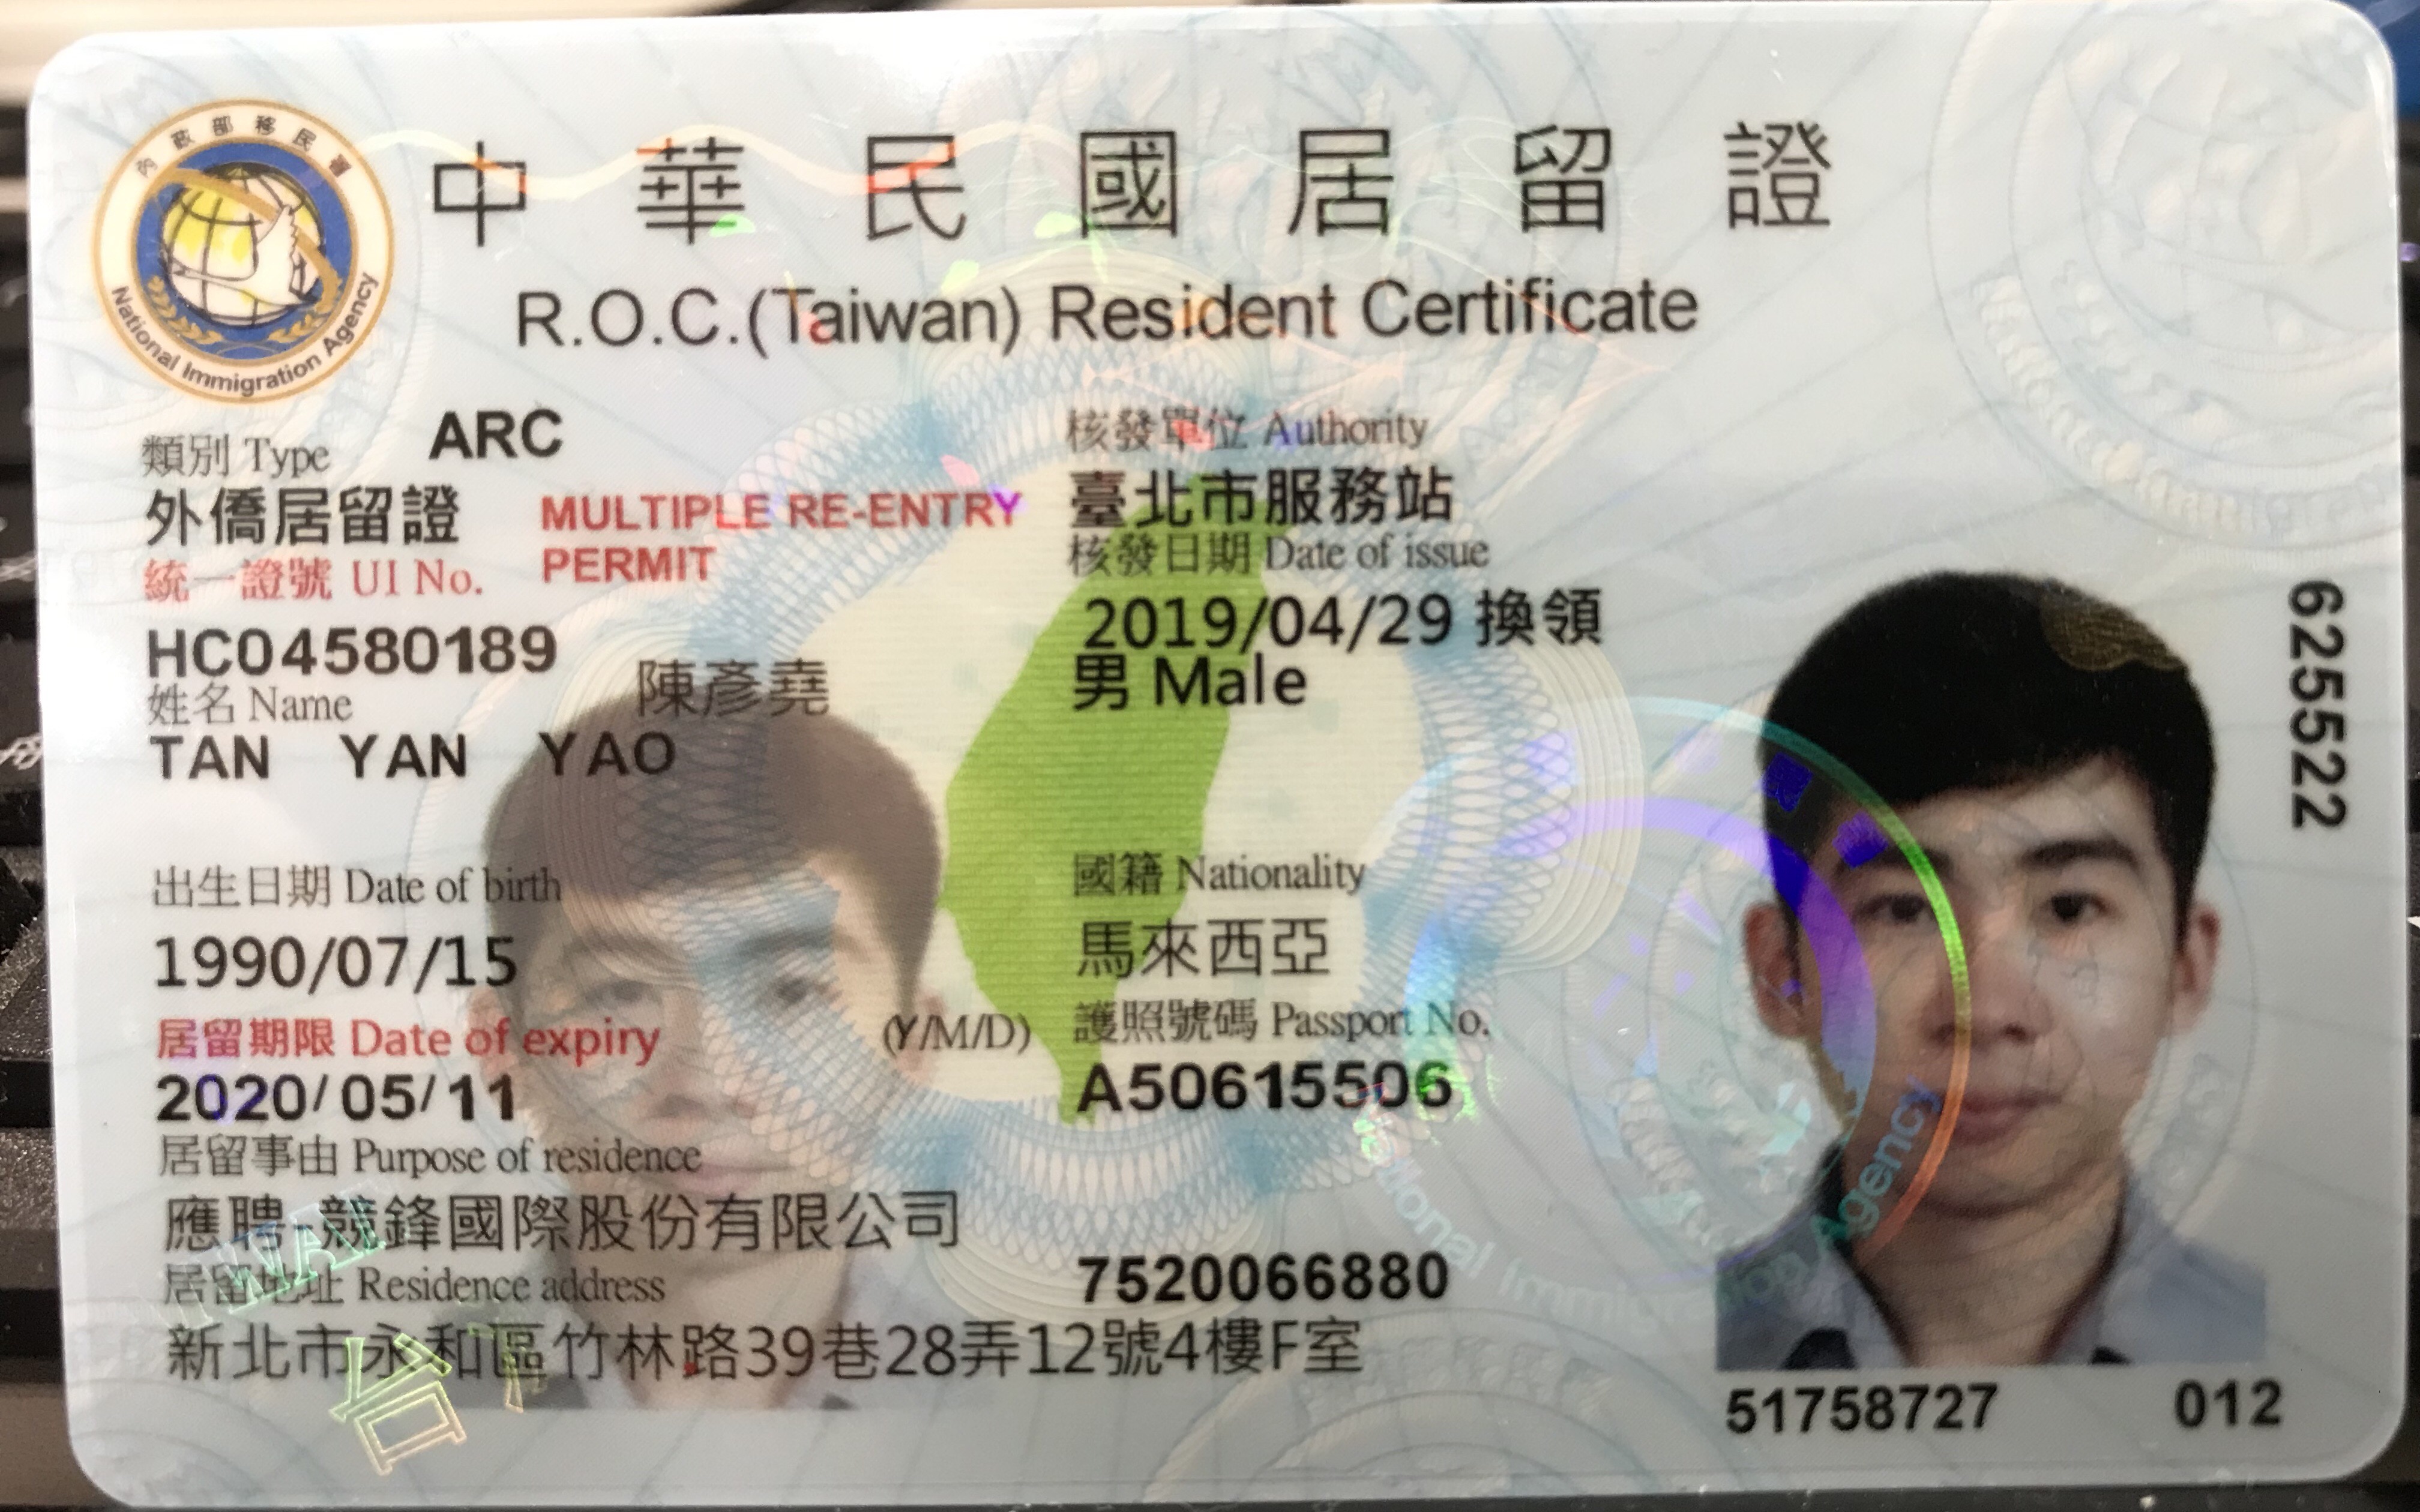 中華民國居留證
R.O.C.(Taiwan) Resident Certificate
內政部移民署
National Immigration Agency
類別 Type ARC
外僑居留證 MULTIPLE RE-ENTRY PERMIT
統一證號 UI No.
HC04580189
姓名 Name 陳彥堯
TAN YAN YAO
出生日期 Date of birth
1990/07/15
居留期限 Date of expiry (Y/M/D)
2020/05/11
居留事由 Purpose of residence
應聘-競鋒國際股份有限公司
居留地址 Residence address
新北市永和區竹林路39巷28弄12號4樓F室
核發單位 Authority
臺北市服務站
核發日期 Date of issue
2019/04/29 換領
男 Male
國籍 Nationality
馬來西亞
護照號碼 Passport No.
A50615506
7520066880
625522
51758727 012
National Immigration Agency
台